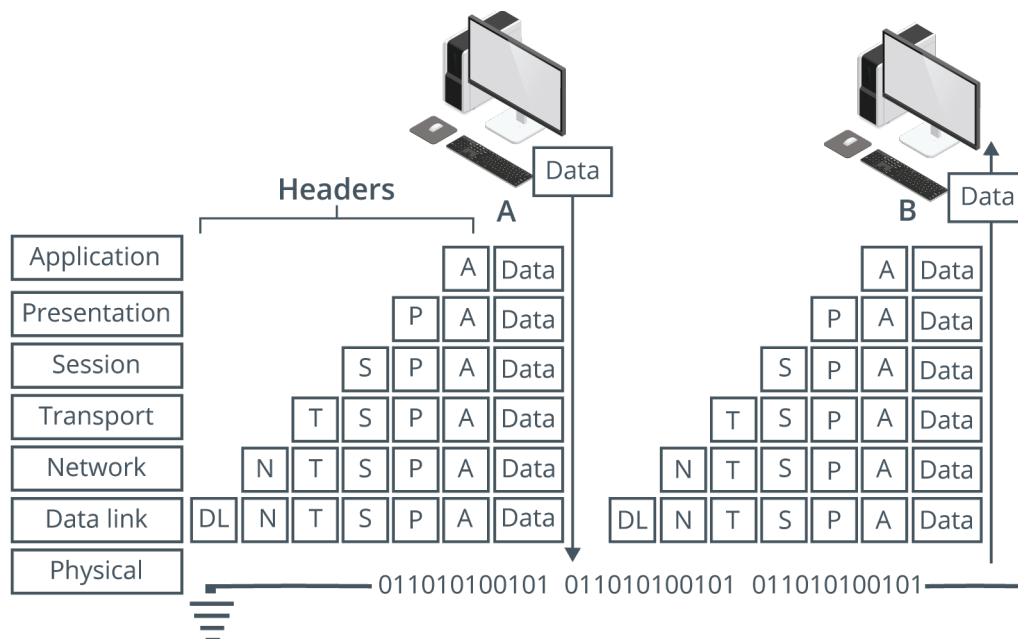 Data
Headers
A
Data
B
Application A Data A Data
Presentation P A Data P A Data
Session S P A Data S P A Data
Transport T S P A Data T S P A Data
Network N T S P A Data N T S P A Data
Data link DL N T S P A Data DL N T S P A Data
Physical
011010100101 011010100101 011010100101